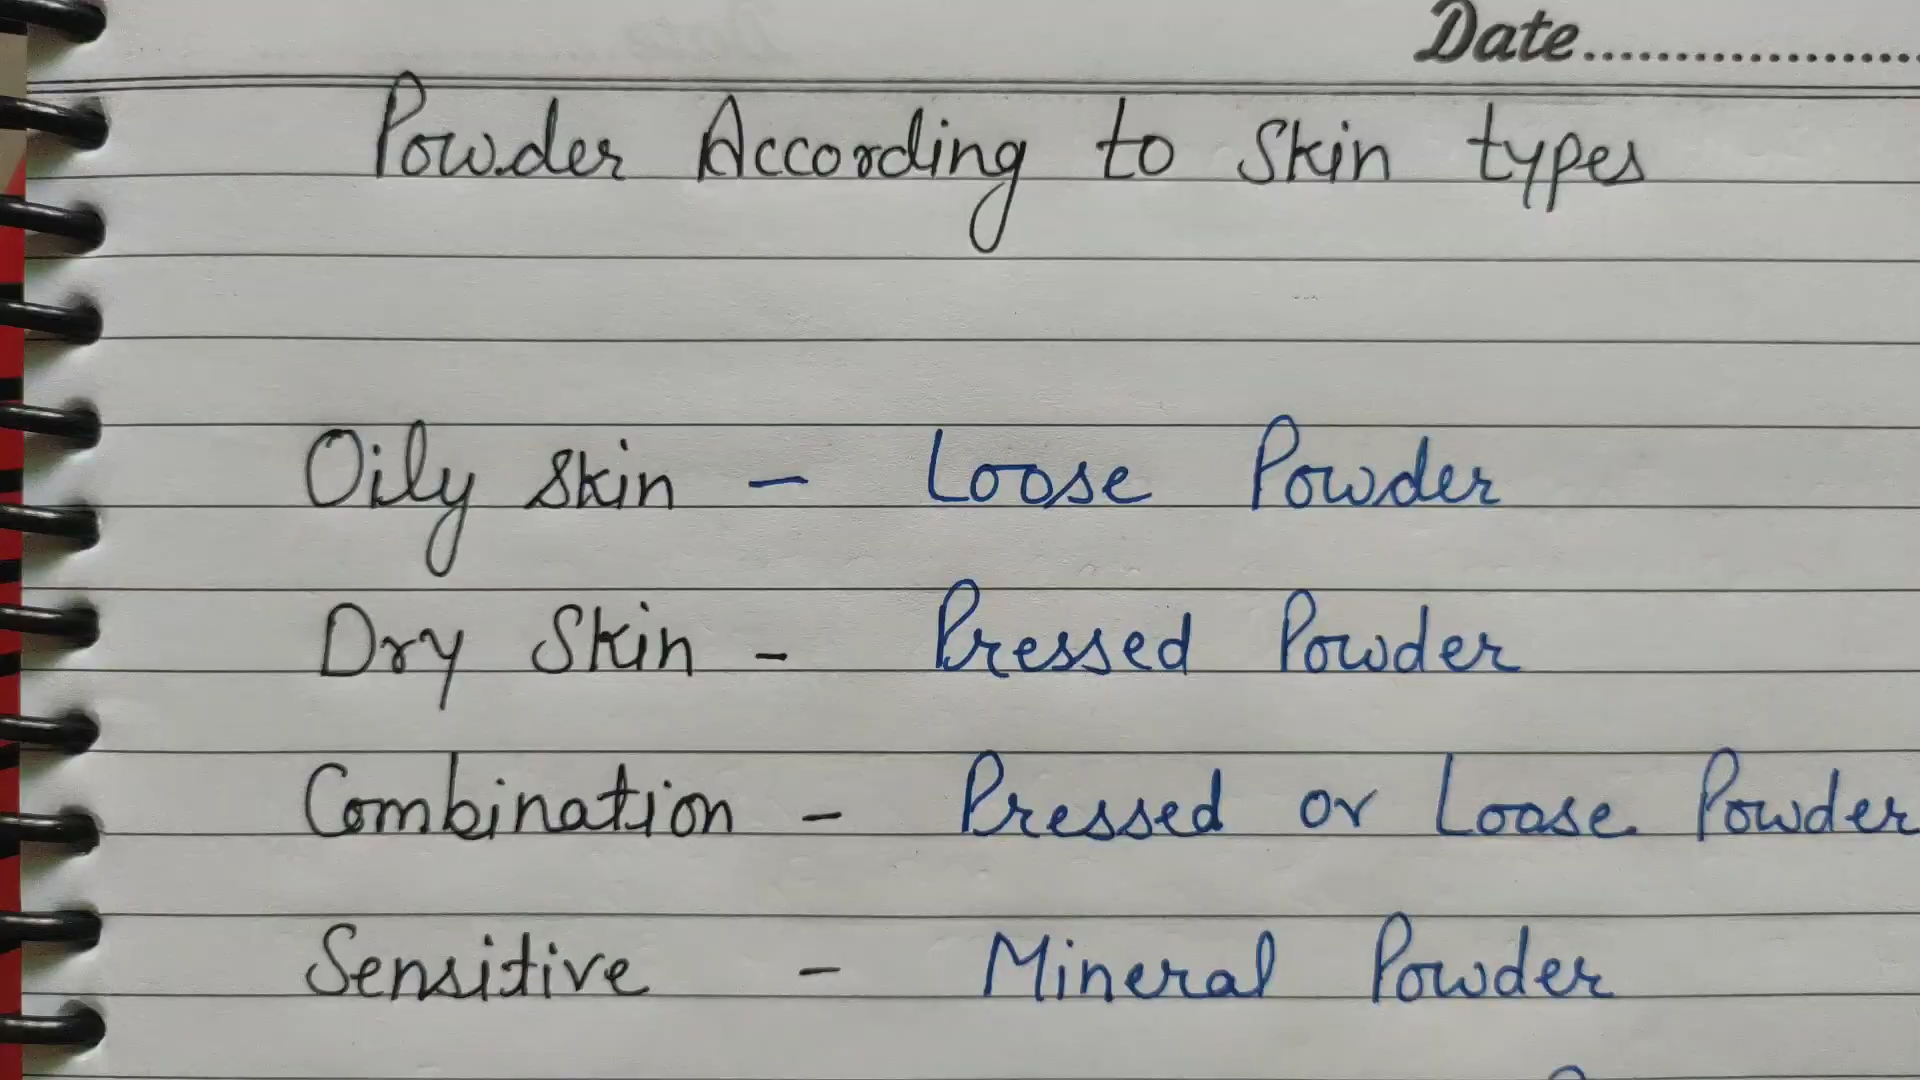 Date....................
Powder According to Skin types
Oily Skin - Loose Powder
Dry Skin - Pressed Powder
Combination - Pressed or Loose Powder
Sensitive - Mineral Powder